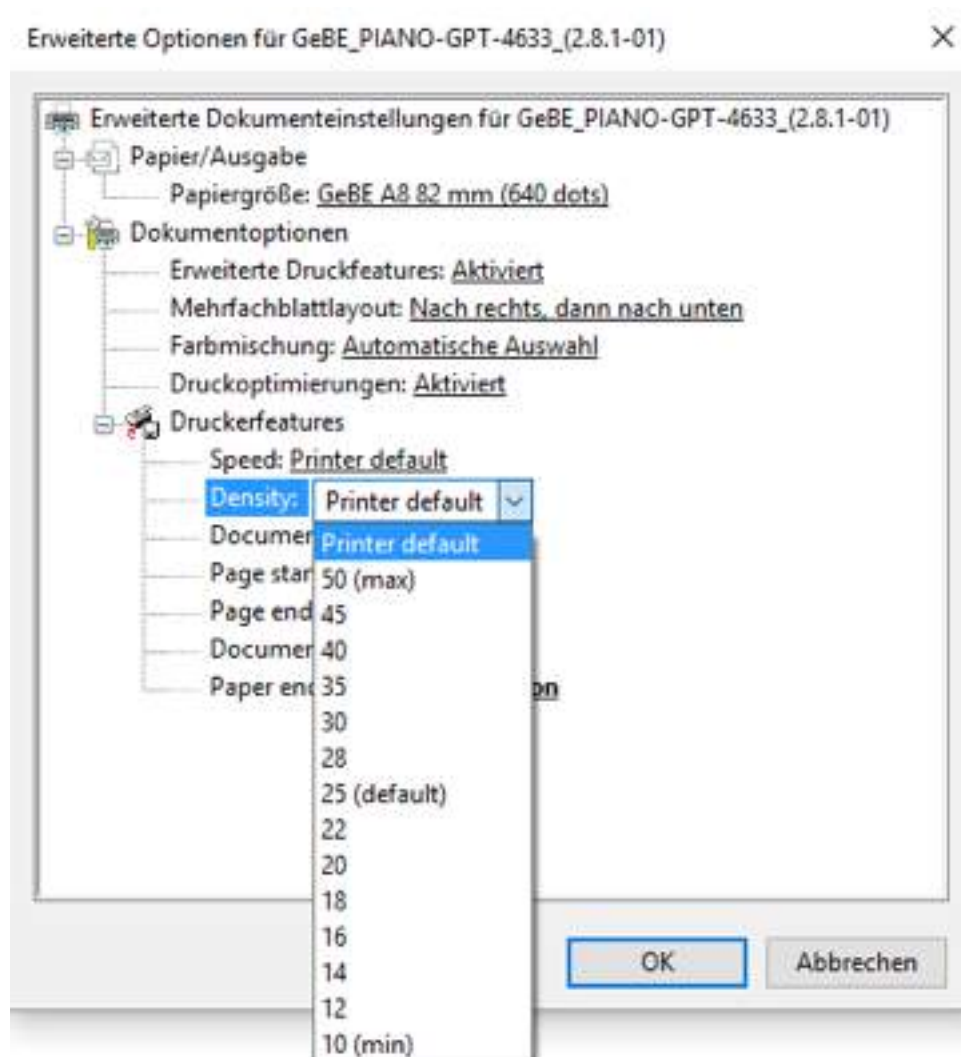 Erweiterte Optionen für GeBE_PIANO-GPT-4633_(2.8.1-01)
Erweiterte Dokumenteinstellungen für GeBE_PIANO-GPT-4633_(2.8.1-01)
Papier/Ausgabe
Papiergröße: GeBE A8 82 mm (640 dots)
Dokumentoptionen
Erweiterte Druckfeatures: Aktiviert
Mehrfachblattlayout: Nach rechts, dann nach unten
Farbmischung: Automatische Auswahl
Druckoptimierungen: Aktiviert
Druckerfeatures
Speed: Printer default
Density: Printer default
Printer default
50 (max)
45
40
35
30
28
25 (default)
22
20
18
16
14
12
10 (min)
Documen
Page star
Page end
Documen
Paper end on
OK
Abbrechen